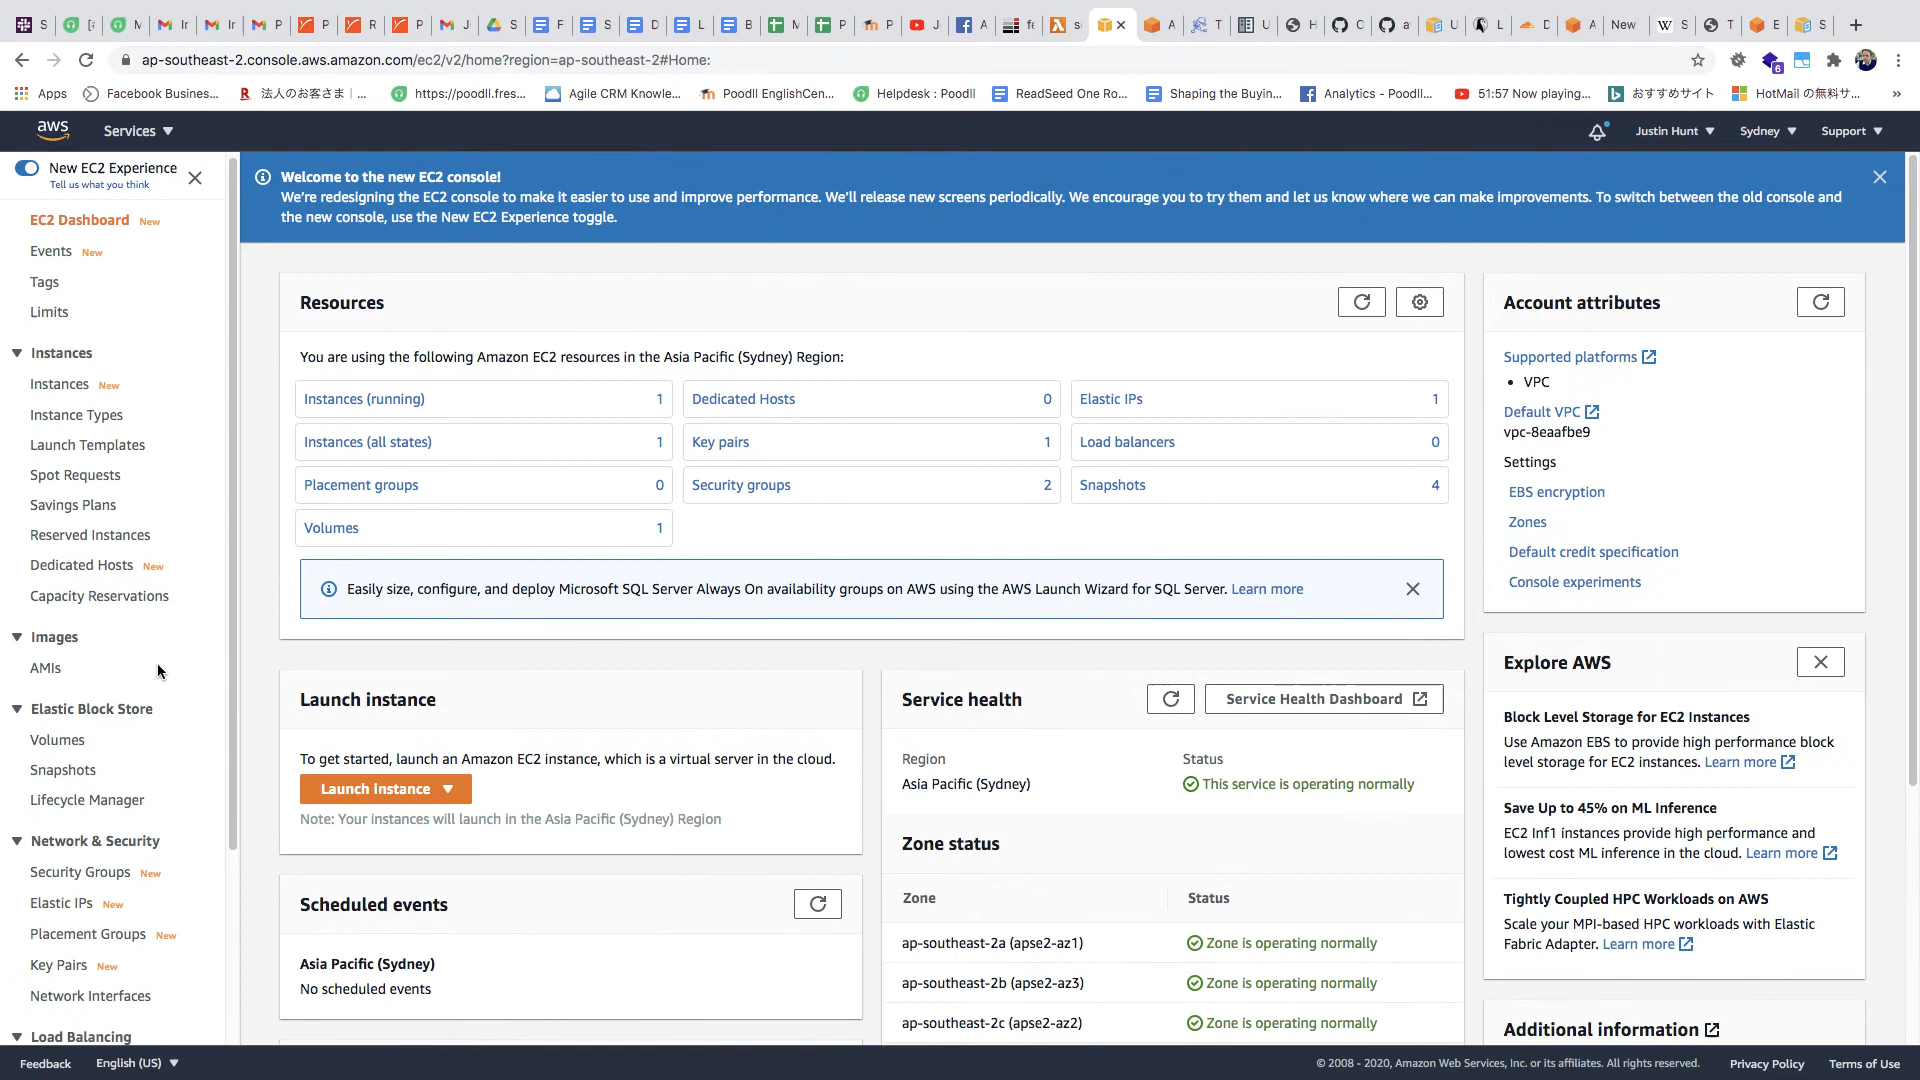 S
[
M
Ir
Ir
P
P
R
P
J
S
F
S
D
L
B
M
P
P
J
A
fe
s
A
T
U
H
C
a
U
L
D
A
New
S
T
E
S
ap-southeast-2.console.aws.amazon.com/ec2/v2/home?region=ap-southeast-2#Home:
6
Apps
Facebook Busines...
法人のお客さま | ...
https://poodll.fres...
Agile CRM Knowle...
Poodll EnglishCen...
Helpdesk : Poodll
ReadSeed One Ro...
Shaping the Buyin...
Analytics - Poodll...
51:57 Now playing...
おすすめサイト
HotMail の無料サ...
»
aws
Services
Justin Hunt
Sydney
Support
New EC2 Experience
Tell us what you think
Welcome to the new EC2 console!
We're redesigning the EC2 console to make it easier to use and improve performance. We'll release new screens periodically. We encourage you to try them and let us know where we can make improvements. To switch between the old console and
the new console, use the New EC2 Experience toggle.
EC2 Dashboard New
Events New
Tags
Limits
Instances
Instances New
Instance Types
Launch Templates
Spot Requests
Savings Plans
Reserved Instances
Dedicated Hosts New
Capacity Reservations
Images
AMIs
Elastic Block Store
Volumes
Snapshots
Lifecycle Manager
Network & Security
Security Groups New
Elastic IPs New
Placement Groups New
Key Pairs New
Network Interfaces
Load Balancing
Resources
You are using the following Amazon EC2 resources in the Asia Pacific (Sydney) Region:
Instances (running) 1
Dedicated Hosts 0
Elastic IPs 1
Instances (all states) 1
Key pairs 1
Load balancers 0
Placement groups 0
Security groups 2
Snapshots 4
Volumes 1
Easily size, configure, and deploy Microsoft SQL Server Always On availability groups on AWS using the AWS Launch Wizard for SQL Server. Learn more
Launch instance
To get started, launch an Amazon EC2 instance, which is a virtual server in the cloud.
Launch instance
Note: Your instances will launch in the Asia Pacific (Sydney) Region
Scheduled events
Asia Pacific (Sydney)
No scheduled events
Service health
Service Health Dashboard
Region
Status
Asia Pacific (Sydney)
This service is operating normally
Zone status
Zone
Status
ap-southeast-2a (apse2-az1)
Zone is operating normally
ap-southeast-2b (apse2-az3)
Zone is operating normally
ap-southeast-2c (apse2-az2)
Zone is operating normally
Account attributes
Supported platforms
• VPC
Default VPC
vpc-8eaafbe9
Settings
EBS encryption
Zones
Default credit specification
Console experiments
Explore AWS
Block Level Storage for EC2 Instances
Use Amazon EBS to provide high performance block
level storage for EC2 instances. Learn more
Save Up to 45% on ML Inference
EC2 Inf1 instances provide high performance and
lowest cost ML inference in the cloud. Learn more
Tightly Coupled HPC Workloads on AWS
Scale your MPI-based HPC workloads with Elastic
Fabric Adapter. Learn more
Additional information
Feedback
English (US)
© 2008 - 2020, Amazon Web Services, Inc. or its affiliates. All rights reserved.
Privacy Policy
Terms of Use